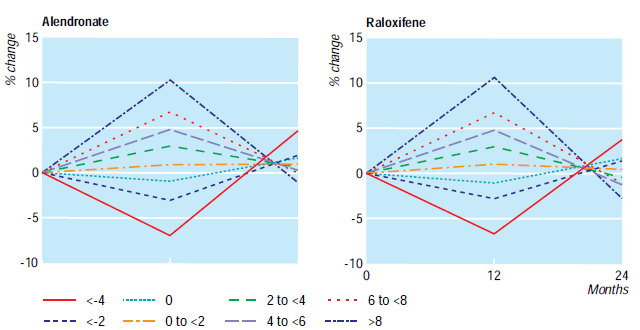 Alendronate
% change
15
10
5
0
-5
-10
Raloxifene
% change
15
10
5
0
-5
-10
0 12 24
Months
<-4 0 2 to <4 6 to <8
<-2 0 to <2 4 to <6 >8